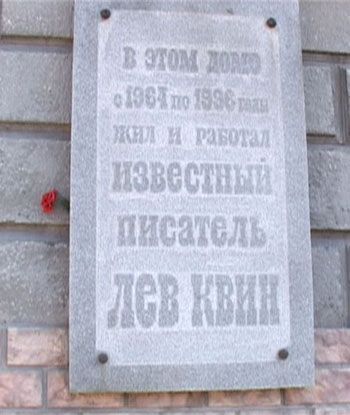 В ЭТОМ ДОМЕ
С 1964 ПО 1996 ГОДЫ
ЖИЛ И РАБОТАЛ
ИЗВЕСТНЫЙ
ПИСАТЕЛЬ
ЛЕВ КВИН